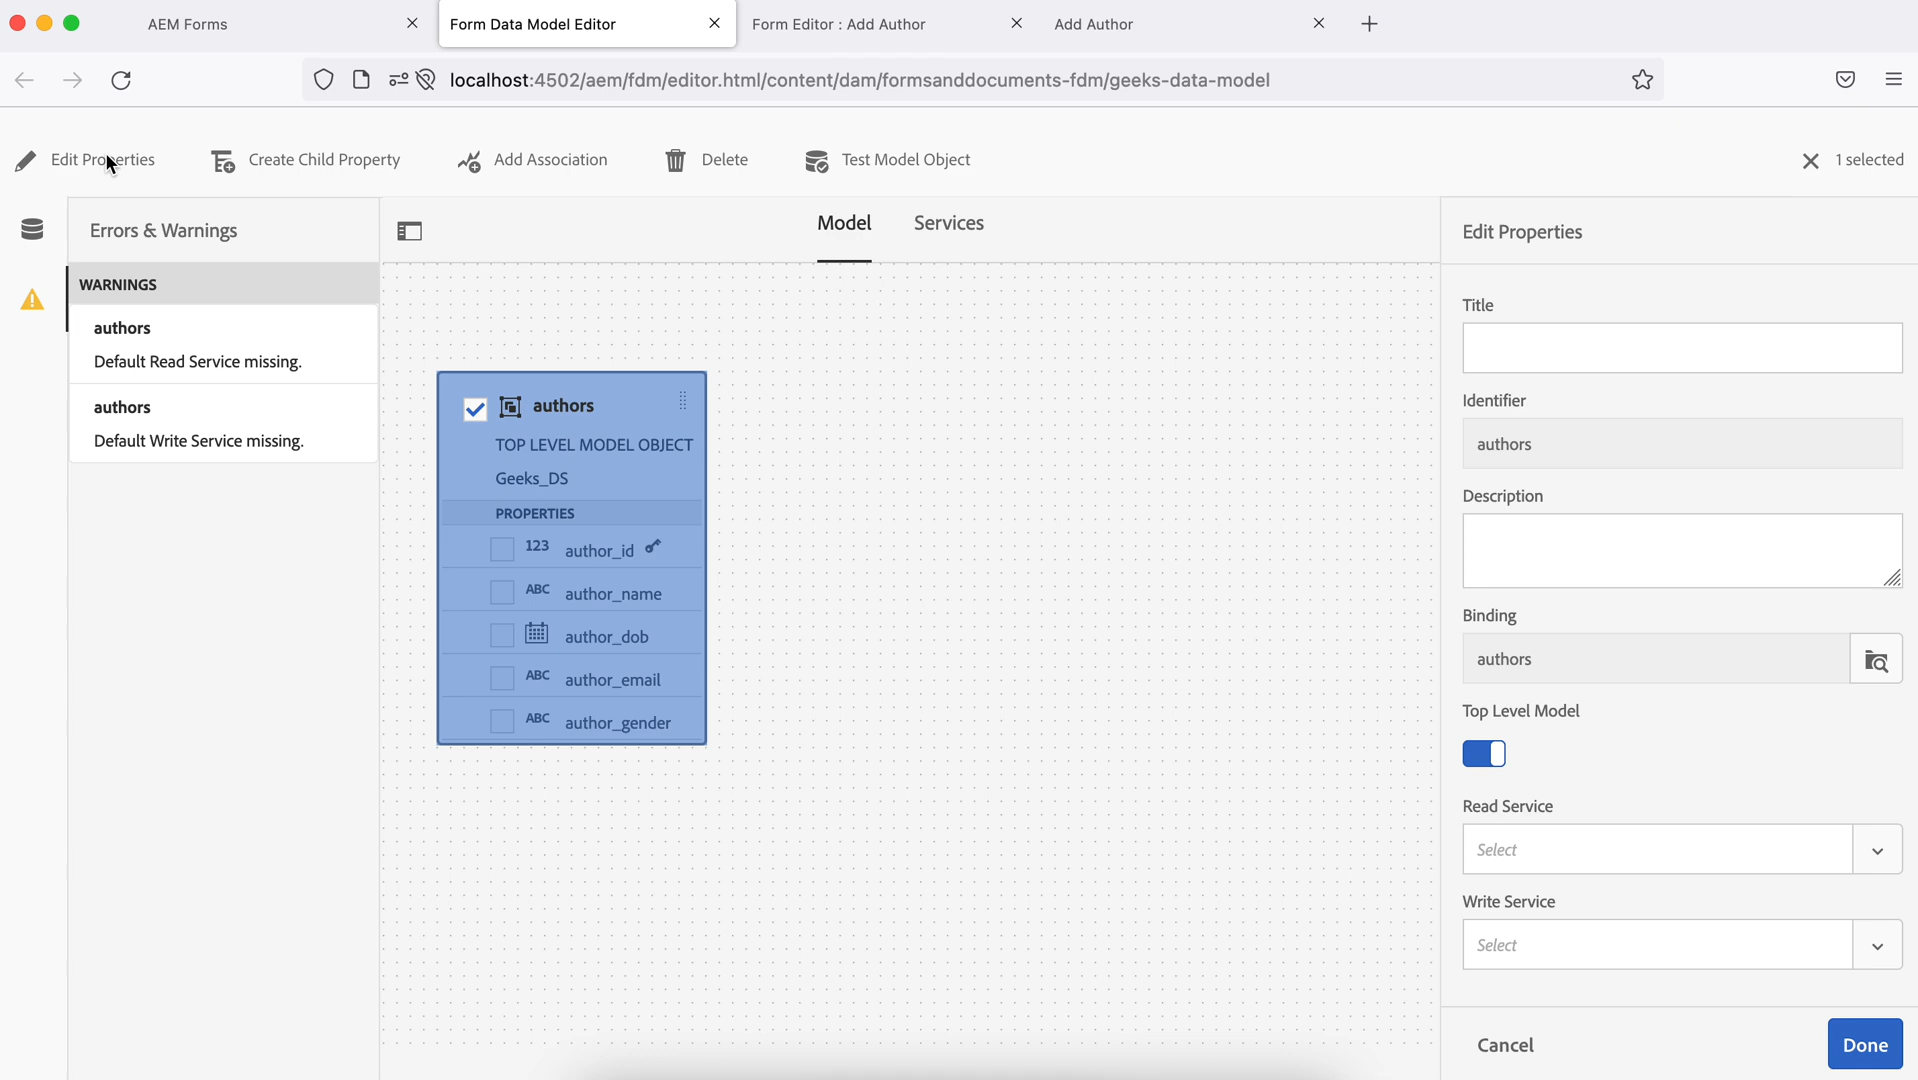 AEM Forms
Form Data Model Editor
Form Editor : Add Author
Add Author
localhost:4502/aem/fdm/editor.html/content/dam/formsanddocuments-fdm/geeks-data-model
Edit Properties
Create Child Property
Add Association
Delete
Test Model Object
1 selected
Errors & Warnings
WARNINGS
authors
Default Read Service missing.
authors
Default Write Service missing.
Model
Services
authors
TOP LEVEL MODEL OBJECT
Geeks_DS
PROPERTIES
123 author_id
ABC author_name
author_dob
ABC author_email
ABC author_gender
Edit Properties
Title
Identifier
authors
Description
Binding
authors
Top Level Model
Read Service
Select
Write Service
Select
Cancel
Done